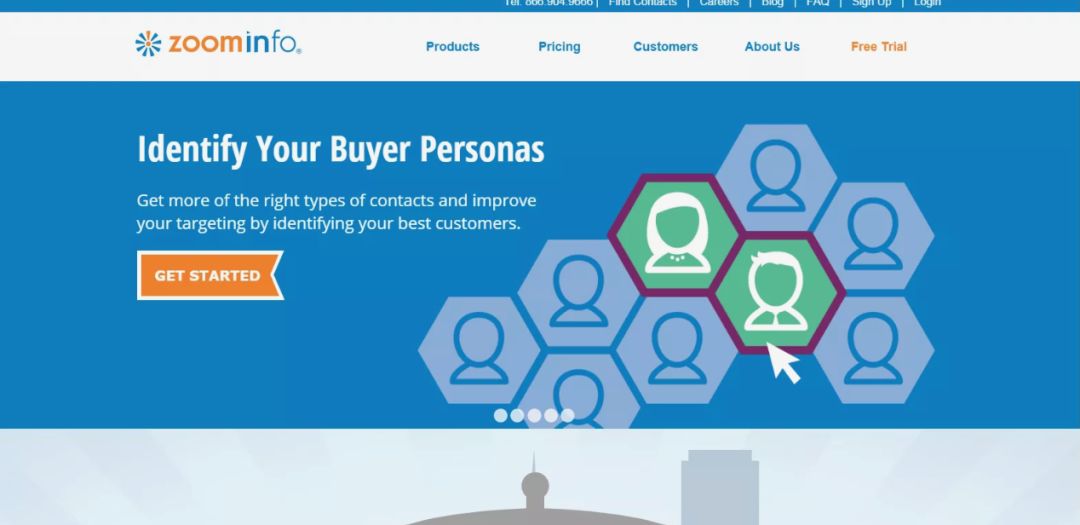 Tel. 866.904.9666 | Find Contacts | Careers | Blog | FAQ | Sign Up | Login
zoominfo®
Products Pricing Customers About Us Free Trial
Identify Your Buyer Personas
Get more of the right types of contacts and improve
your targeting by identifying your best customers.
GET STARTED